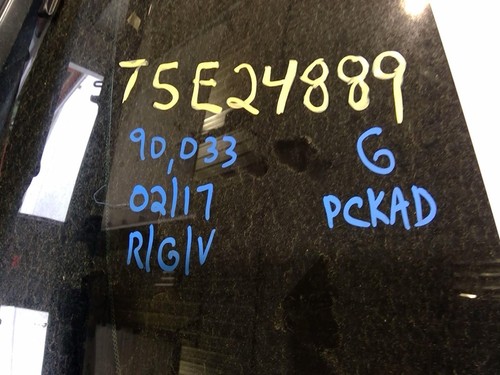 T5E24889
90,033 G
02/17 PCKAD
R/G/V